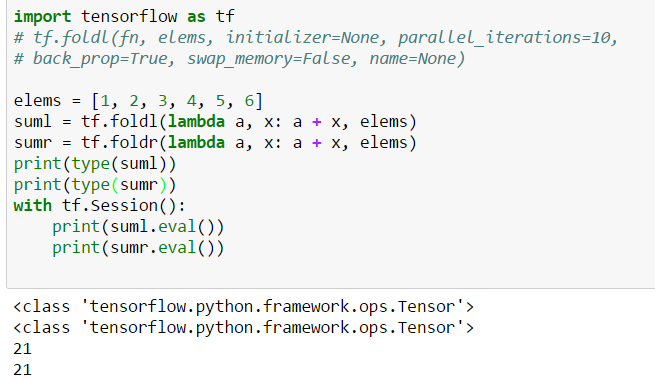 import tensorflow as tf
# tf.foldl(fn, elems, initializer=None, parallel_iterations=10,
# back_prop=True, swap_memory=False, name=None)
elems = [1, 2, 3, 4, 5, 6]
suml = tf.foldl(lambda a, x: a + x, elems)
sumr = tf.foldr(lambda a, x: a + x, elems)
print(type(suml))
print(type(sumr))
with tf.Session():
    print(suml.eval())
    print(sumr.eval())
<class 'tensorflow.python.framework.ops.Tensor'>
<class 'tensorflow.python.framework.ops.Tensor'>
21
21